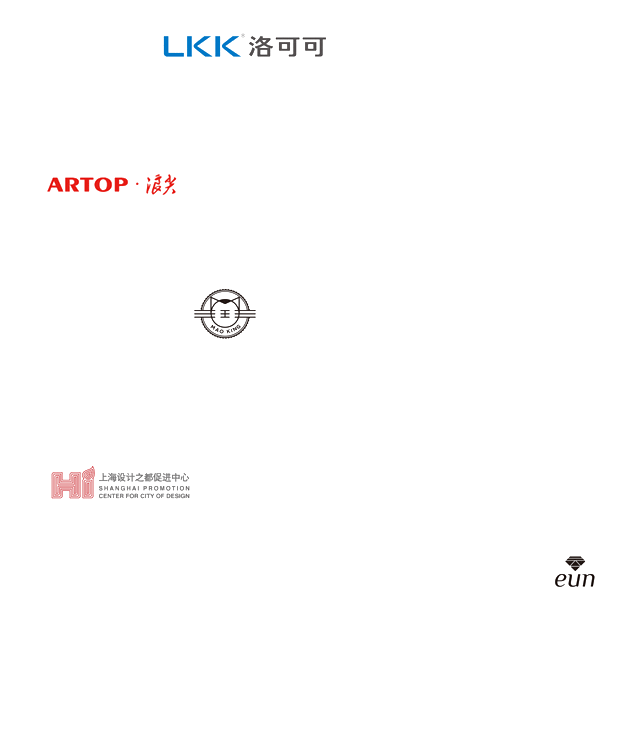 LKK® 洛可可
ARTOP · 浪尖
王
MAO KING
Hi
上海设计之都促进中心
SHANGHAI PROMOTION
CENTER FOR CITY OF DESIGN
eun